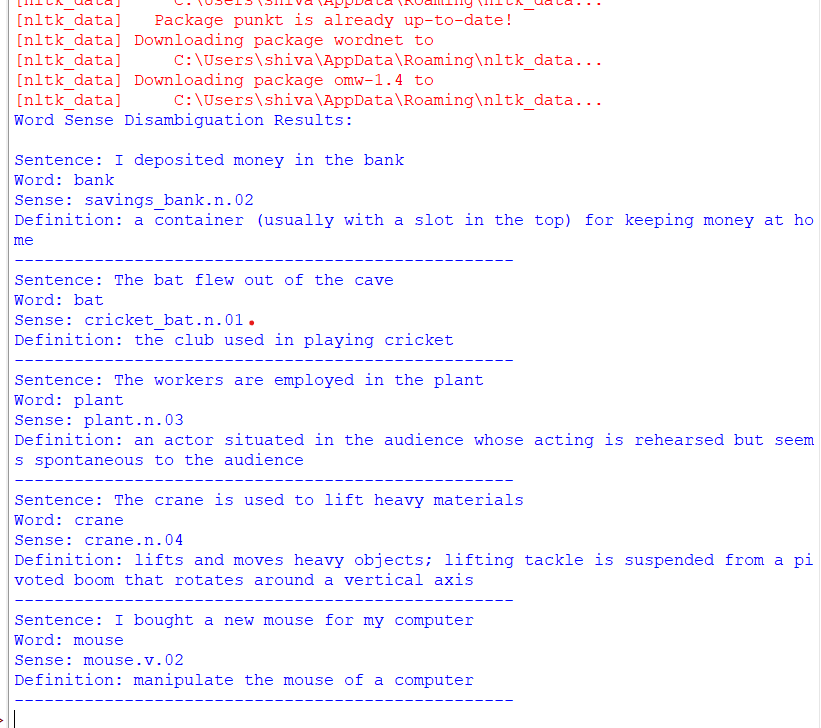 [nltk_data]     C:\Users\shiva\AppData\Roaming\nltk_data...
[nltk_data]   Package punkt is already up-to-date!
[nltk_data] Downloading package wordnet to
[nltk_data]     C:\Users\shiva\AppData\Roaming\nltk_data...
[nltk_data] Downloading package omw-1.4 to
[nltk_data]     C:\Users\shiva\AppData\Roaming\nltk_data...
Word Sense Disambiguation Results:

Sentence: I deposited money in the bank
Word: bank
Sense: savings_bank.n.02
Definition: a container (usually with a slot in the top) for keeping money at ho
me
--------------------------------------------------
Sentence: The bat flew out of the cave
Word: bat
Sense: cricket_bat.n.01
Definition: the club used in playing cricket
--------------------------------------------------
Sentence: The workers are employed in the plant
Word: plant
Sense: plant.n.03
Definition: an actor situated in the audience whose acting is rehearsed but seem
s spontaneous to the audience
--------------------------------------------------
Sentence: The crane is used to lift heavy materials
Word: crane
Sense: crane.n.04
Definition: lifts and moves heavy objects; lifting tackle is suspended from a pi
voted boom that rotates around a vertical axis
--------------------------------------------------
Sentence: I bought a new mouse for my computer
Word: mouse
Sense: mouse.v.02
Definition: manipulate the mouse of a computer
--------------------------------------------------